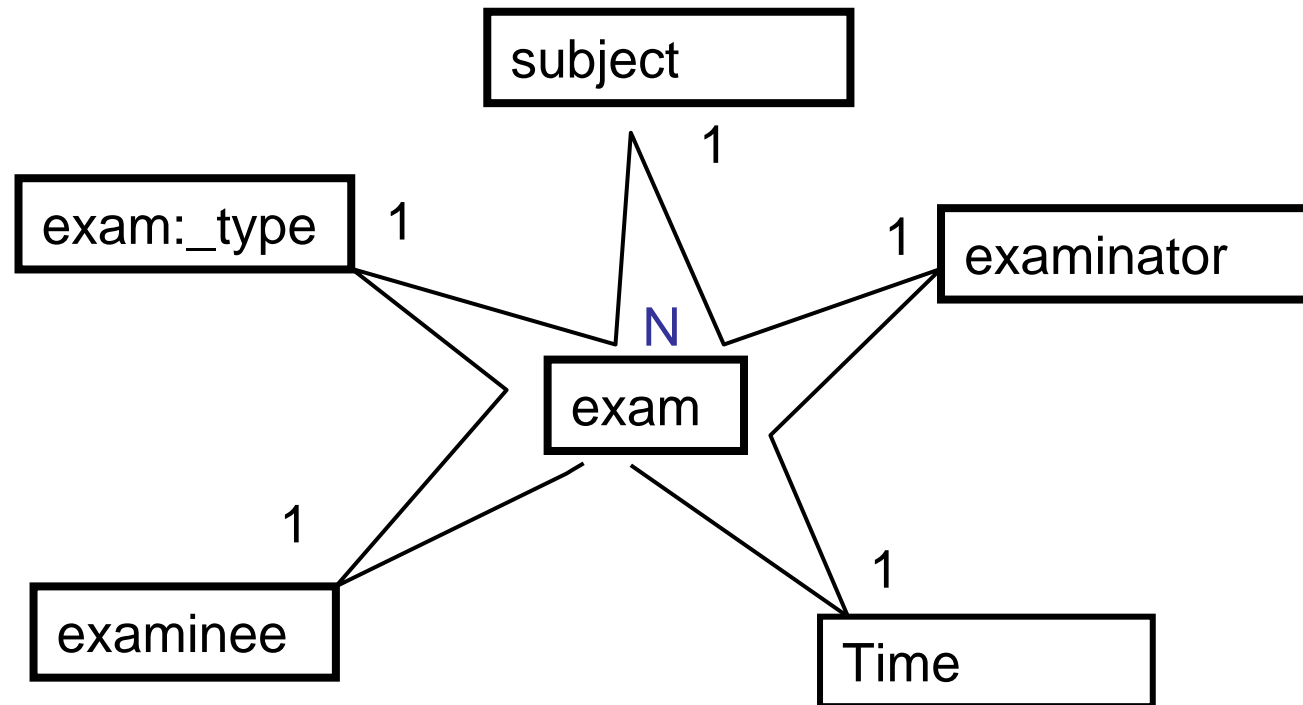 subject
1
exam:_type
1
1
examinator
N
exam
1
1
examinee
Time